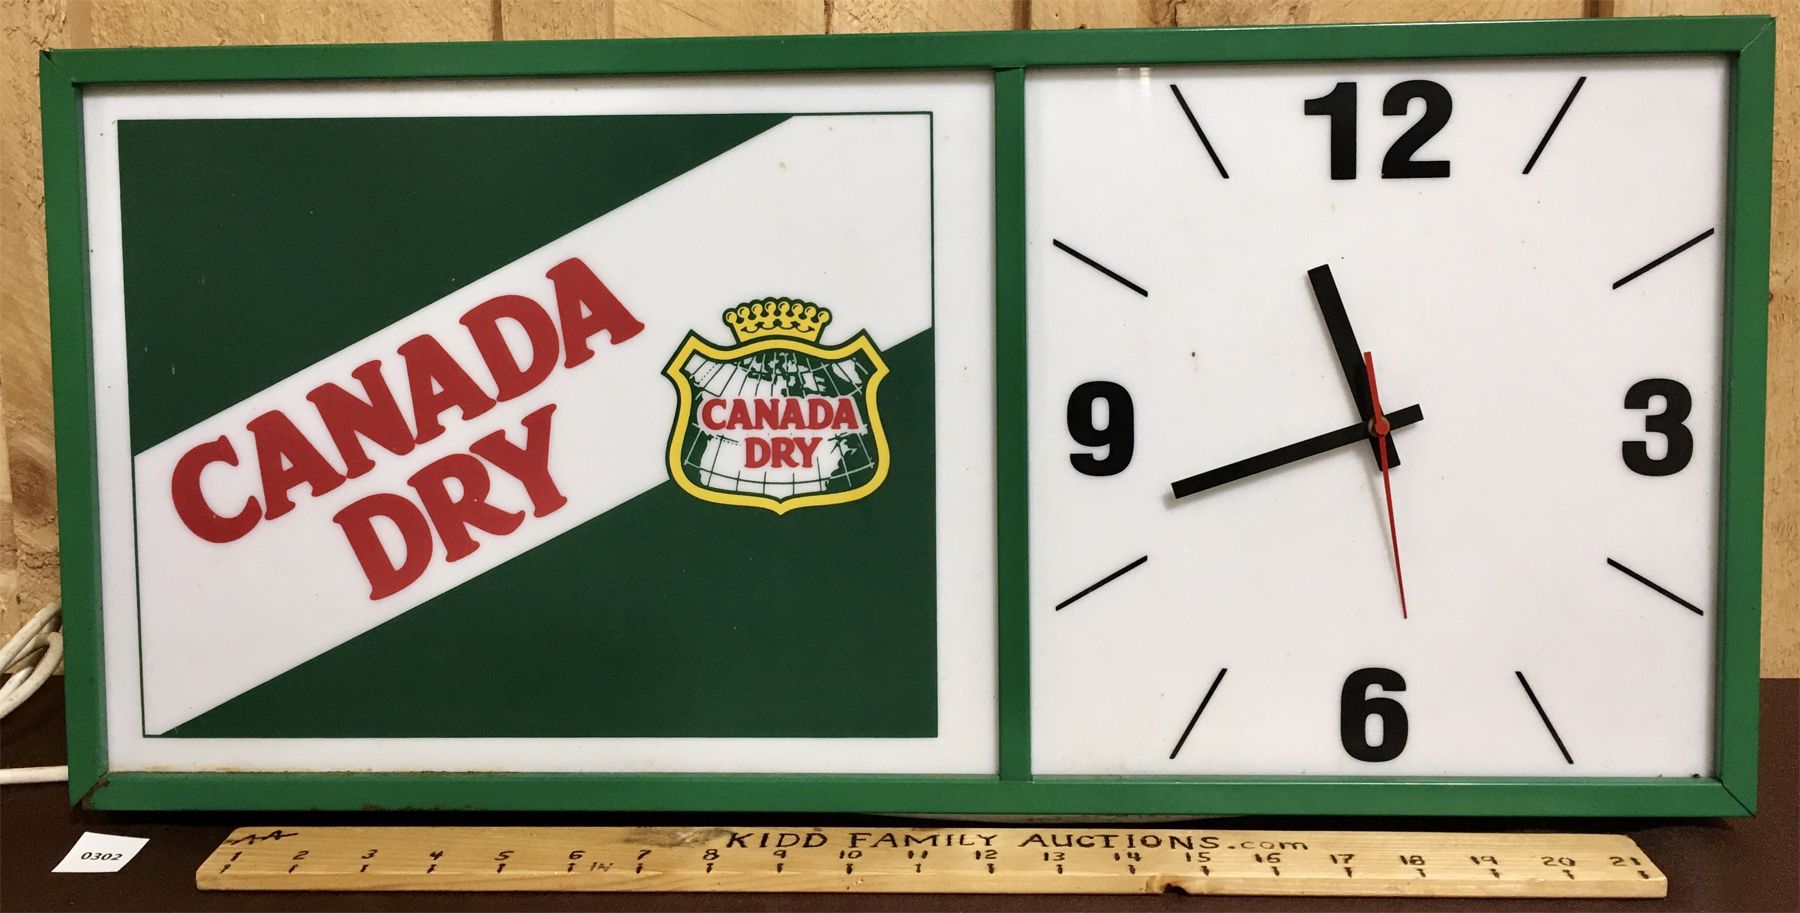 CANADA
DRY
CANADA
DRY
12
9
3
6
0302
AA
KIDD FAMILY AUCTIONS.com
1 2 3 4 5 6 7 8 9 10 11 12 13 14 15 16 17 18 19 20 21
IN